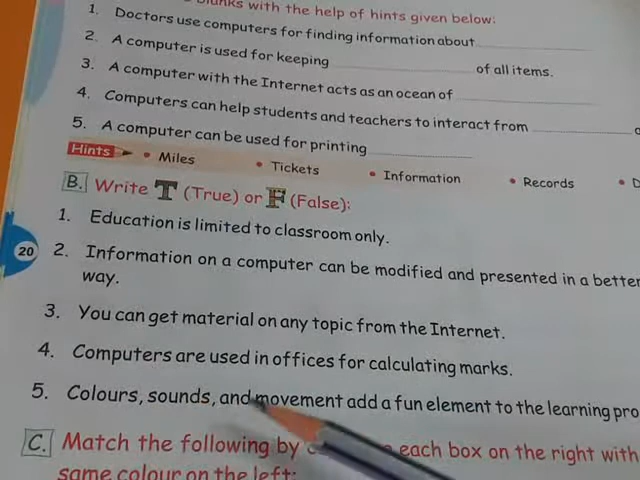 blanks with the help of hints given below:
1. Doctors use computers for finding information about
2. A computer is used for keeping of all items.
3. A computer with the Internet acts as an ocean of
4. Computers can help students and teachers to interact from
5. A computer can be used for printing
Hints • Miles • Tickets • Information • Records •
B. Write T (True) or F (False):
1. Education is limited to classroom only.
20
2. Information on a computer can be modified and presented in a better
way.
3. You can get material on any topic from the Internet.
4. Computers are used in offices for calculating marks.
5. Colours, sounds, and movement add a fun element to the learning pro
C. Match the following by each box on the right with
same colour on the left: